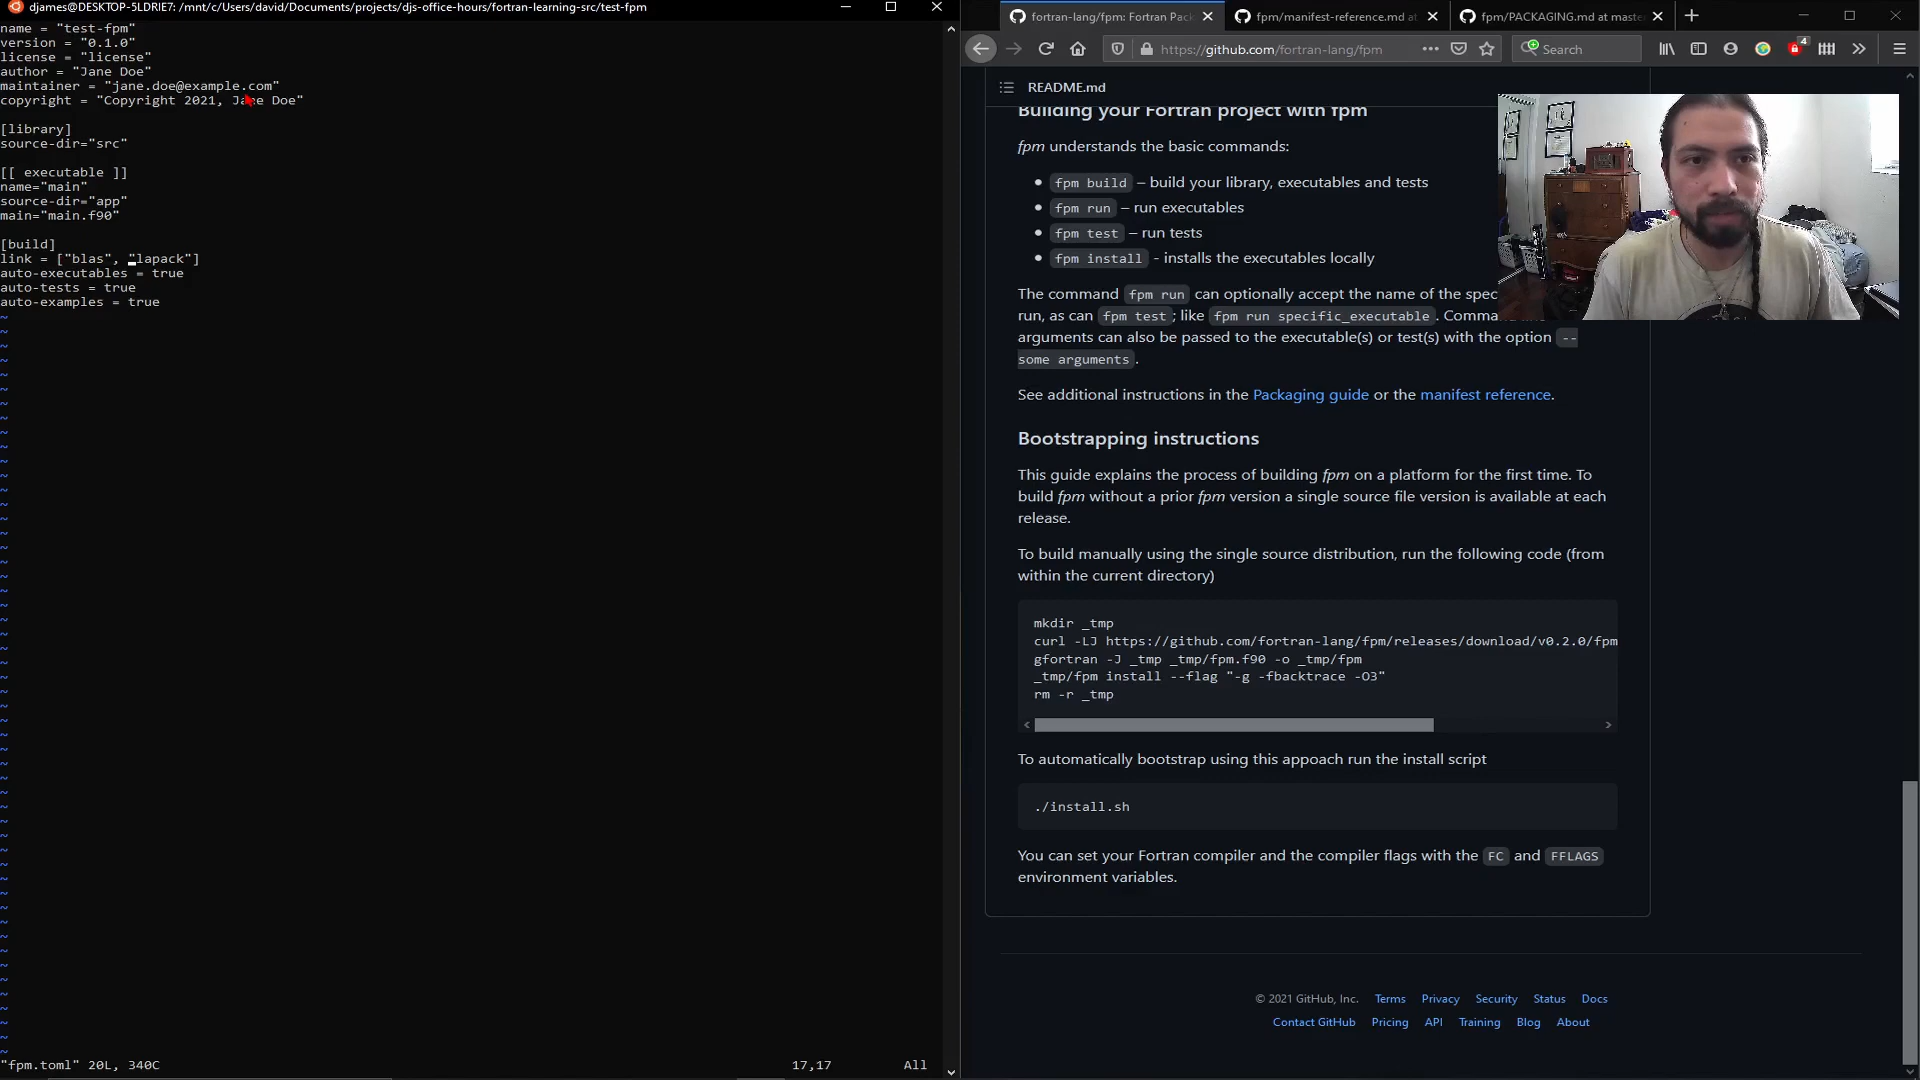 djames@DESKTOP-5LDRIE7: /mnt/c/Users/david/Documents/projects/djs-office-hours/fortran-learning-src/test-fpm
name = "test-fpm"
version = "0.1.0"
license = "license"
author = "Jane Doe"
maintainer = "jane.doe@example.com"
copyright = "Copyright 2021, Jane Doe"
[library]
source-dir="src"
[[ executable ]]
name="main"
source-dir="app"
main="main.f90"
[build]
link = ["blas", "lapack"]
auto-executables = true
auto-tests = true
auto-examples = true
"fpm.toml" 20L, 340C
17,17
All
fortran-lang/fpm: Fortran Pack
fpm/manifest-reference.md at
fpm/PACKAGING.md at maste
https://github.com/fortran-lang/fpm
Search
4
README.md
Building your Fortran project with fpm
fpm understands the basic commands:
fpm build – build your library, executables and tests
fpm run – run executables
fpm test – run tests
fpm install - installs the executables locally
The command fpm run can optionally accept the name of the spec
run, as can fpm test; like fpm run specific_executable. Comman
arguments can also be passed to the executable(s) or test(s) with the option --
some arguments.
See additional instructions in the Packaging guide or the manifest reference.
Bootstrapping instructions
This guide explains the process of building fpm on a platform for the first time. To
build fpm without a prior fpm version a single source file version is available at each
release.
To build manually using the single source distribution, run the following code (from
within the current directory)
mkdir _tmp
curl -LJ https://github.com/fortran-lang/fpm/releases/download/v0.2.0/fpm
gfortran -J _tmp _tmp/fpm.f90 -o _tmp/fpm
_tmp/fpm install --flag "-g -fbacktrace -O3"
rm -r _tmp
To automatically bootstrap using this appoach run the install script
./install.sh
You can set your Fortran compiler and the compiler flags with the FC and FFLAGS
environment variables.
© 2021 GitHub, Inc. Terms Privacy Security Status Docs
Contact GitHub Pricing API Training Blog About